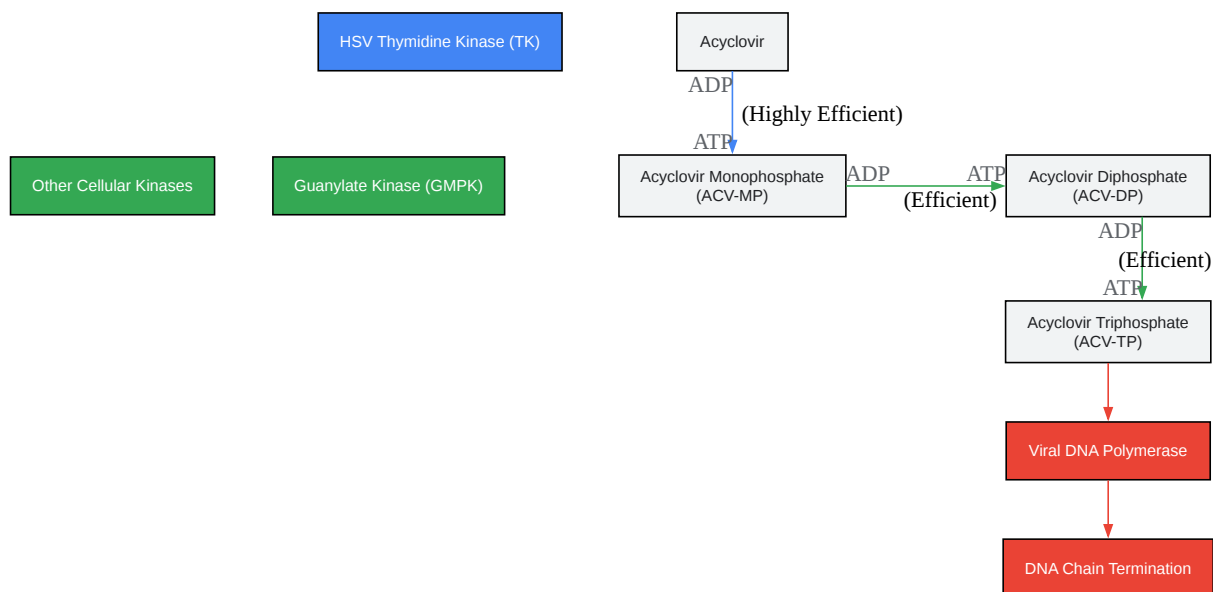 HSV Thymidine Kinase (TK)
Acyclovir
ADP
(Highly Efficient)
ATP
Other Cellular Kinases
Guanylate Kinase (GMPK)
Acyclovir Monophosphate
(ACV-MP)
ADP
ATP
(Efficient)
Acyclovir Diphosphate
(ACV-DP)
ADP
(Efficient)
ATP
Acyclovir Triphosphate
(ACV-TP)
Viral DNA Polymerase
DNA Chain Termination